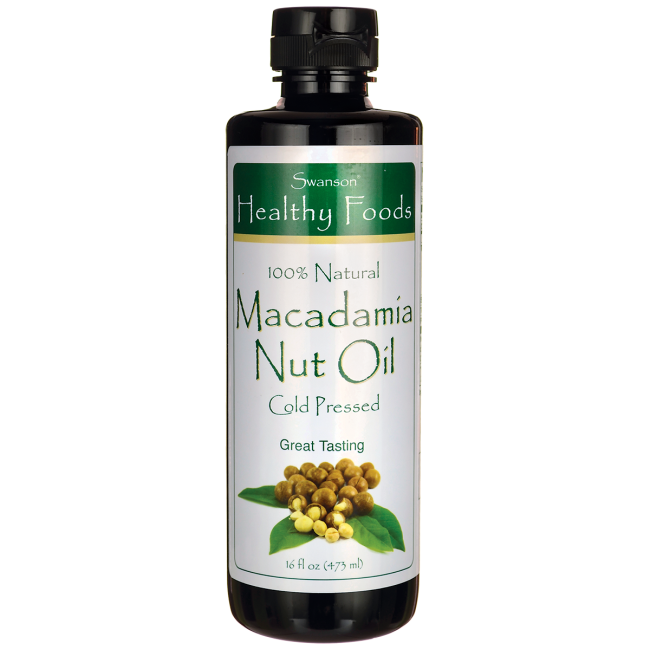 Swanson®
Healthy Foods
100% Natural
Macadamia
Nut Oil
Cold Pressed
Great Tasting
16 fl oz (473 ml)